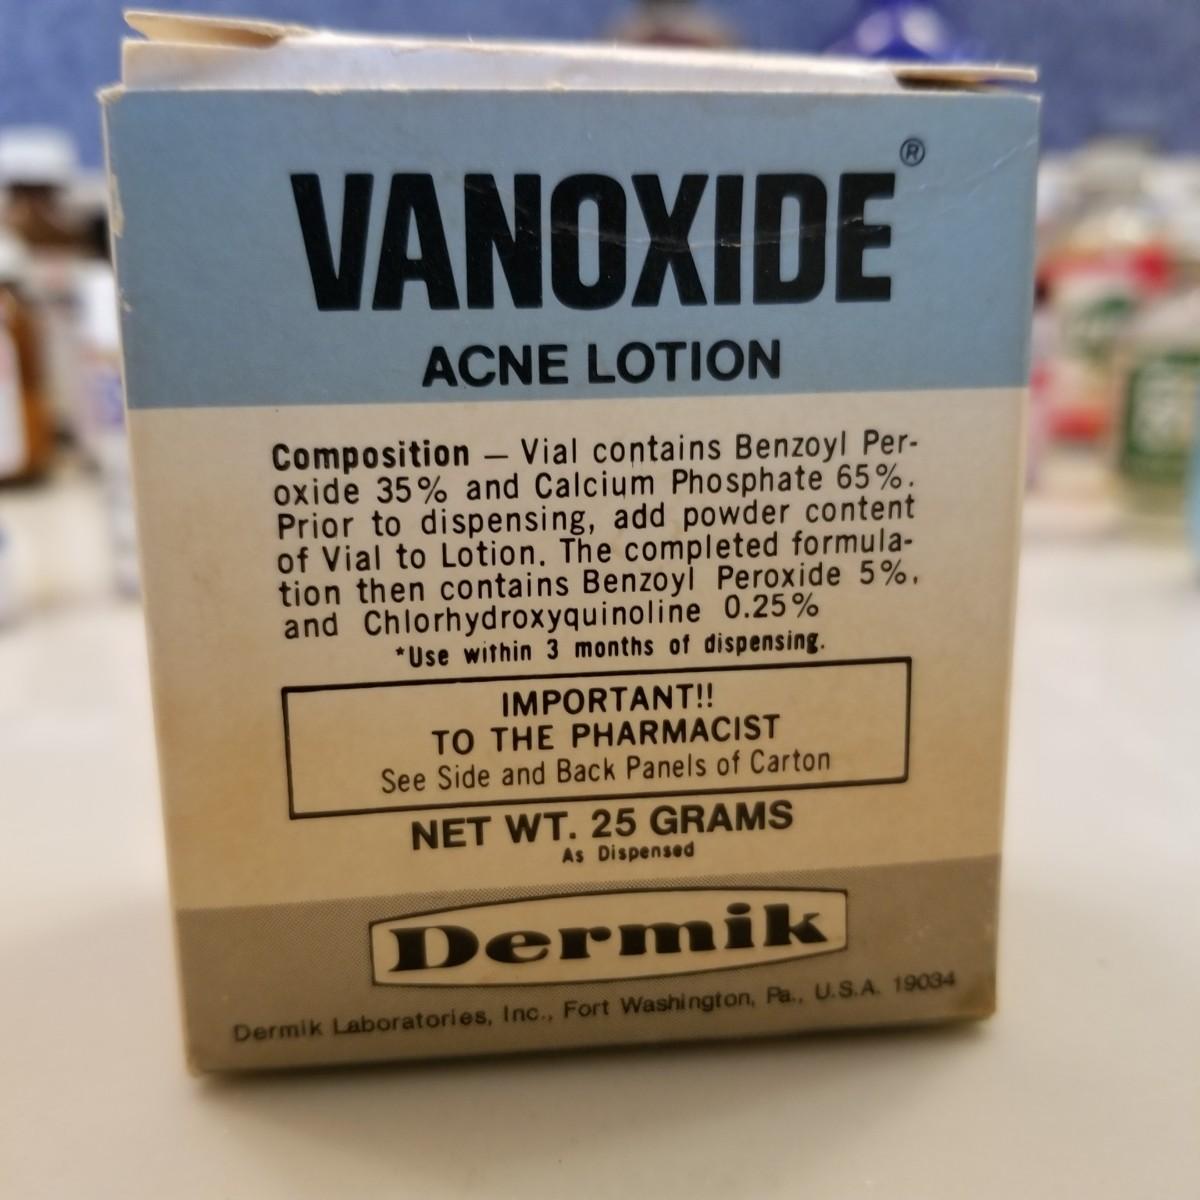 VANOXIDE®
ACNE LOTION
Composition — Vial contains Benzoyl Per-
oxide 35% and Calcium Phosphate 65%.
Prior to dispensing, add powder content
of Vial to Lotion. The completed formula-
tion then contains Benzoyl Peroxide 5%,
and Chlorhydroxyquinoline 0.25%
*Use within 3 months of dispensing.
IMPORTANT!!
TO THE PHARMACIST
See Side and Back Panels of Carton
NET WT. 25 GRAMS
As Dispensed
Dermik
Dermik Laboratories, Inc., Fort Washington, Pa., U.S.A. 19034